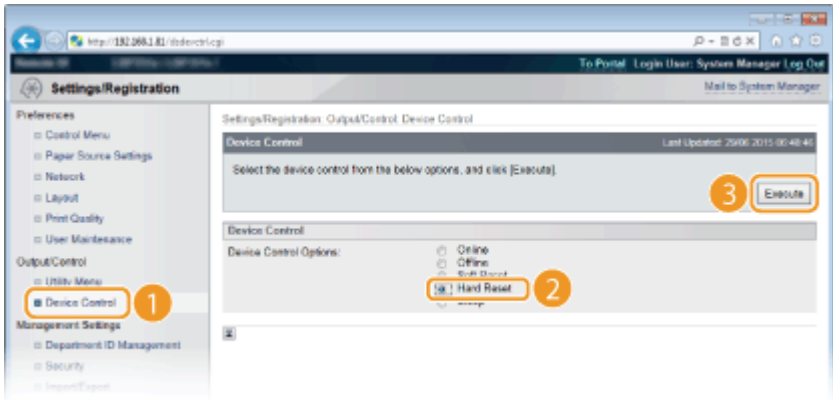 http://192.168.1.81/
To Portal Login User: System Manager Log Out
Settings/Registration
Mail to System Manager
Preferences
Control Menu
Paper Source Settings
Network
Layout
Print Quality
User Maintenance
Output/Control
Utility Menu
Device Control
1
Management Settings
Department ID Management
Security
Import/Export
Settings/Registration: Output/Control: Device Control
Device Control
Last Updated: 29/06 2015 06:48:46
Select the device control from the below options, and click [Execute].
3
Execute
Device Control
Device Control Options:
Online
Offline
Soft Reset
Hard Reset
2
Sleep